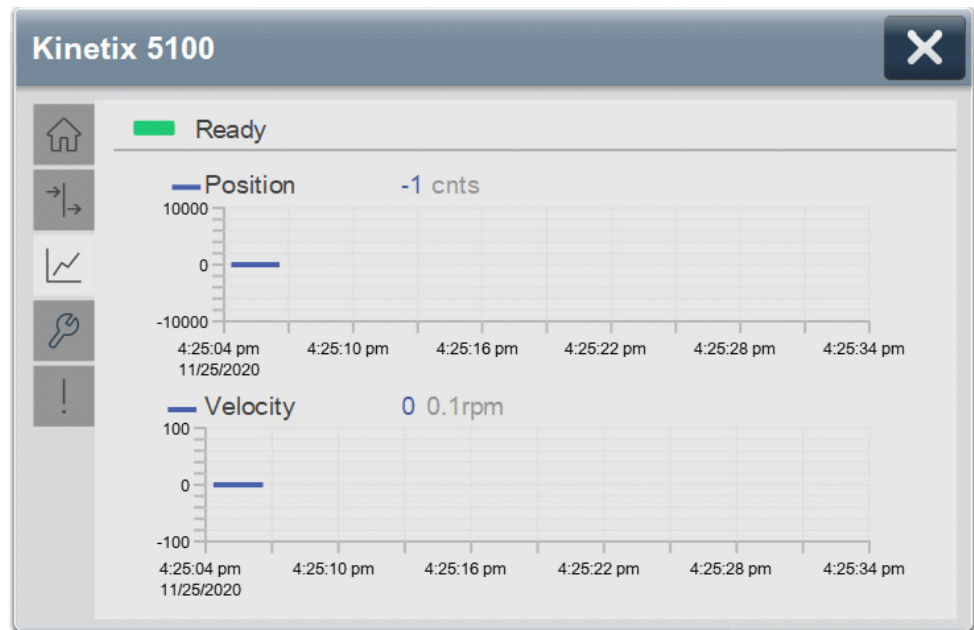 Kinetix 5100
Ready
Position -1 cnts
10000
0
-10000
4:25:04 pm 4:25:10 pm 4:25:16 pm 4:25:22 pm 4:25:28 pm 4:25:34 pm
11/25/2020
Velocity 0 0.1rpm
100
0
-100
4:25:04 pm 4:25:10 pm 4:25:16 pm 4:25:22 pm 4:25:28 pm 4:25:34 pm
11/25/2020